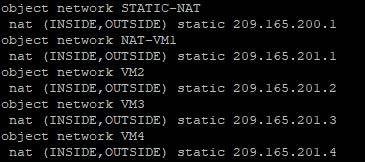 object network STATIC-NAT
 nat (INSIDE,OUTSIDE) static 209.165.200.1
object network NAT-VM1
 nat (INSIDE,OUTSIDE) static 209.165.201.1
object network VM2
 nat (INSIDE,OUTSIDE) static 209.165.201.2
object network VM3
 nat (INSIDE,OUTSIDE) static 209.165.201.3
object network VM4
 nat (INSIDE,OUTSIDE) static 209.165.201.4